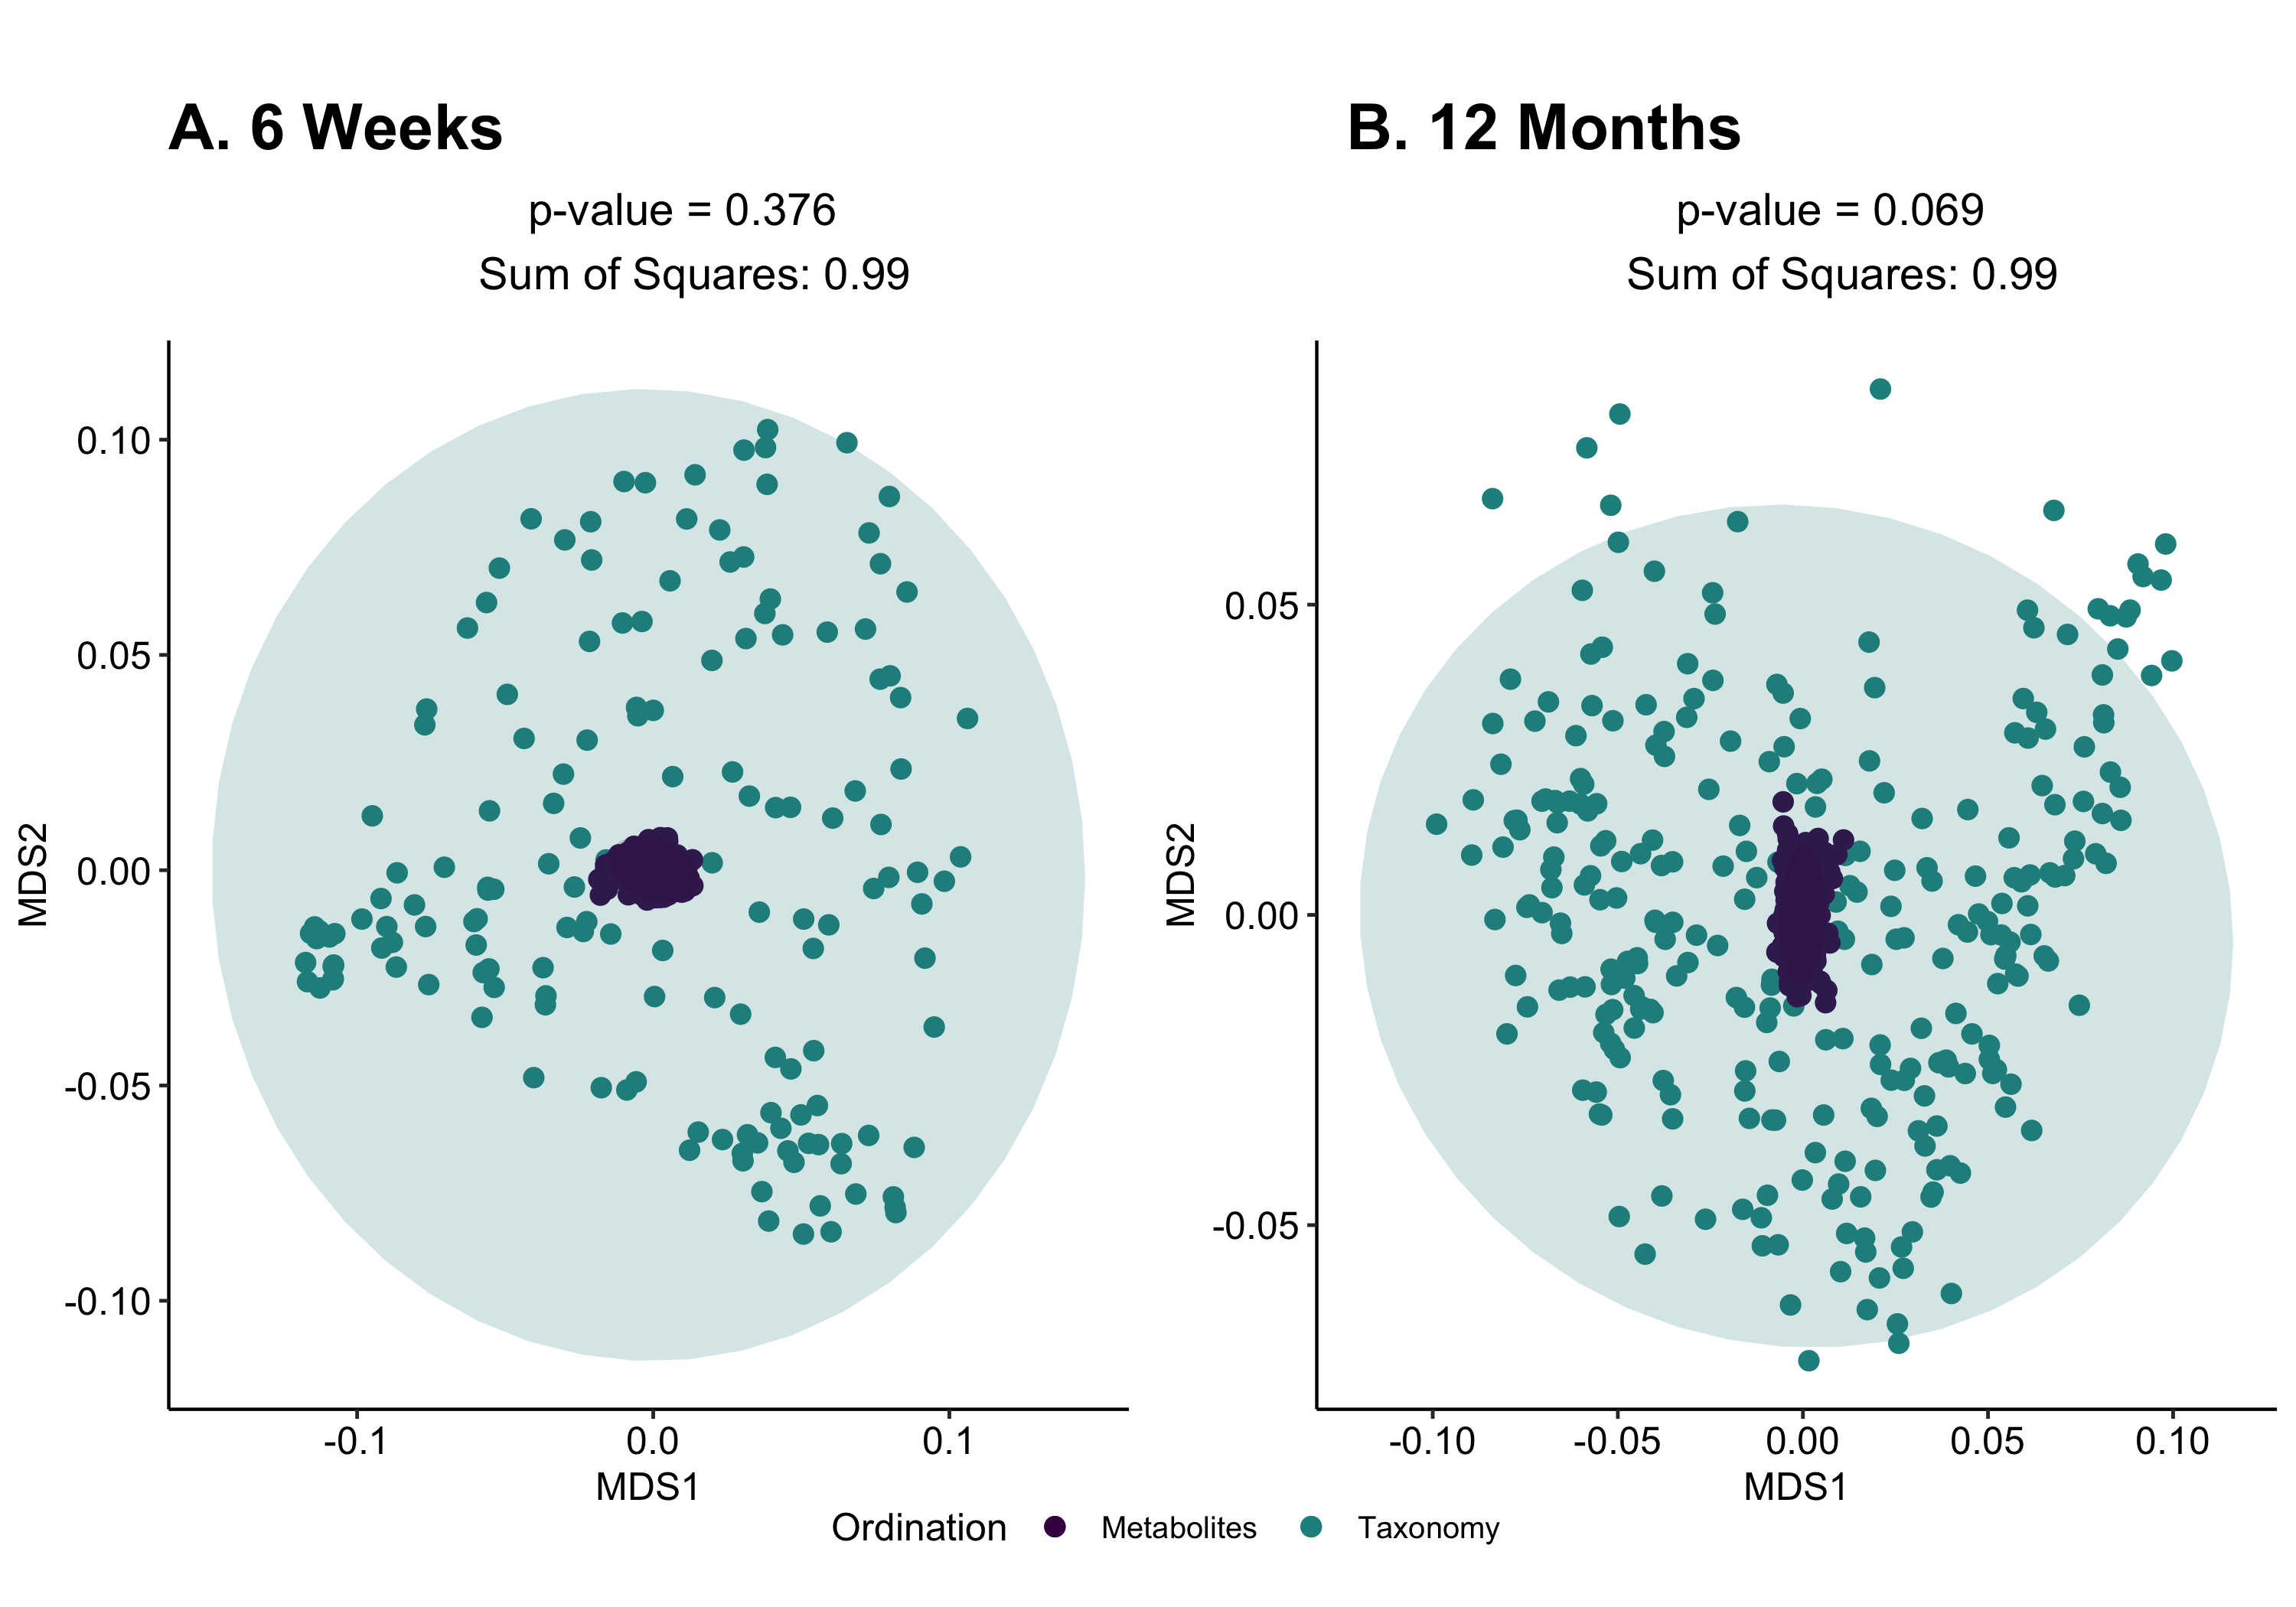 A. 6 Weeks
p-value = 0.376
Sum of Squares: 0.99
0.10
0.05
0.00
-0.05
-0.10
MDS2
-0.1 0.0 0.1
MDS1
B. 12 Months
p-value = 0.069
Sum of Squares: 0.99
0.05
0.00
-0.05
MDS2
-0.10 -0.05 0.00 0.05 0.10
MDS1
Ordination Metabolites Taxonomy